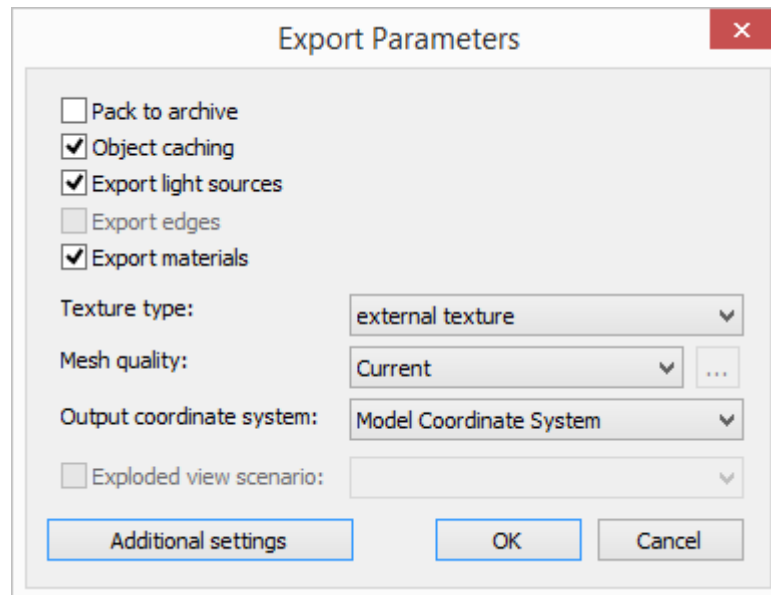 Export Parameters
Pack to archive
Object caching
Export light sources
Export edges
Export materials
Texture type: external texture
Mesh quality: Current ...
Output coordinate system: Model Coordinate System
Exploded view scenario:
Additional settings OK Cancel